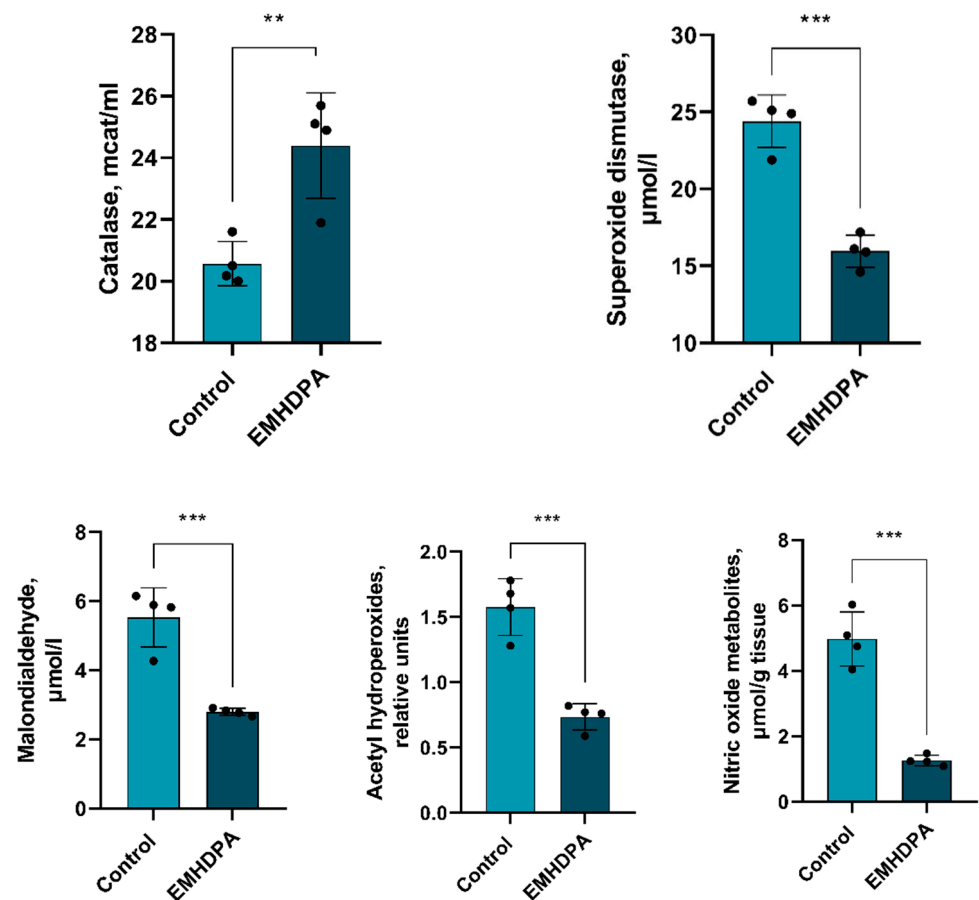 **
Catalase, mcat/ml
26
24
22
20
18
28
Control
EMHDPA
***
Superoxide dismutase,
µmol/l
30
25
20
15
10
Control
EMHDPA
***
Malondialdehyde,
µmol/l
8
6
4
2
0
Control
EMHDPA
***
Acetyl hydroperoxides,
relative units
2.0
1.5
1.0
0.5
0.0
Control
EMHDPA
***
Nitric oxide metabolites,
µmol/g tissue
8
6
4
2
0
Control
EMHDPA